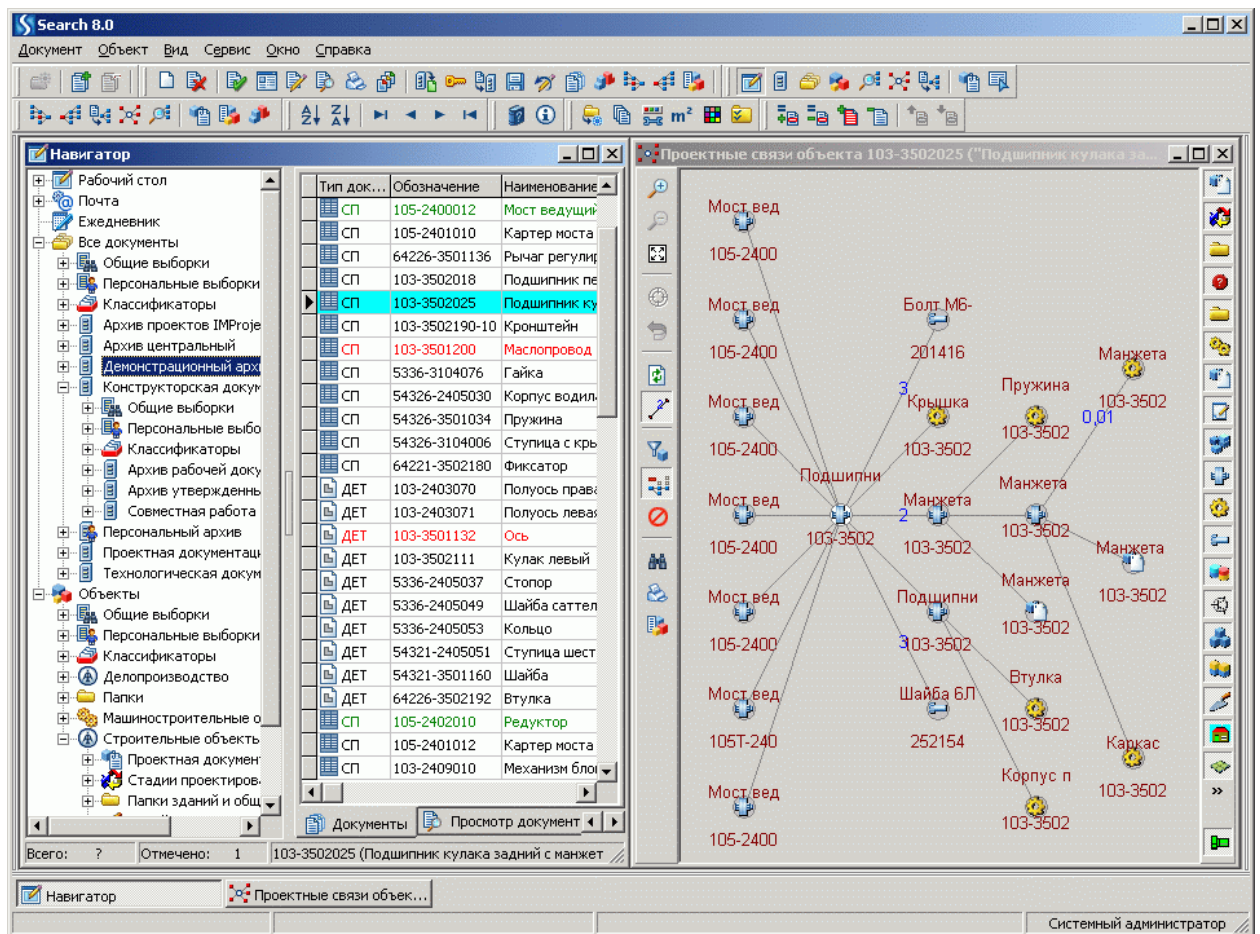 Search 8.0
Документ Объект Вид Сервис Окно Справка
m²
Навигатор
Рабочий стол
Почта
Ежедневник
Все документы
Общие выборки
Персональные выборки
Классификаторы
Архив проектов IMProje
Архив центральный
Демонстрационный архи
Конструкторская докум
Общие выборки
Персональные выбо
Классификаторы
Архив рабочей доку
Архив утвержденнь
Совместная работа
Персональный архив
Проектная документаци
Технологическая докум
Объекты
Общие выборки
Персональные выборки
Классификаторы
Делопроизводство
Папки
Машиностроительные о
Строительные объекть
Проектная докумен
Стадии проектиров
Папки зданий и общ
Тип док... Обозначение Наименование
СП 105-2400012 Мост ведущий
СП 105-2401010 Картер моста
СП 64226-3501136 Рычаг регулир
СП 103-3502018 Подшипник пе
СП 103-3502025 Подшипник ку
СП 103-3502190-10 Кронштейн
СП 103-3501200 Маслопровод
СП 5336-3104076 Гайка
СП 54326-2405030 Корпус водил
СП 54326-3501034 Пружина
СП 54326-3104006 Ступица с кры
СП 64221-3502180 Фиксатор
ДЕТ 103-2403070 Полуось права
ДЕТ 103-2403071 Полуось левая
ДЕТ 103-3501132 Ось
ДЕТ 103-3502111 Кулак левый
ДЕТ 5336-2405037 Стопор
ДЕТ 5336-2405049 Шайба саттел
ДЕТ 5336-2405053 Кольцо
ДЕТ 54321-2405051 Ступица шест
ДЕТ 54321-3501160 Шайба
ДЕТ 64226-3502192 Втулка
СП 105-2402010 Редуктор
СП 105-2401012 Картер моста
СП 103-2409010 Механизм блок
Документы Просмотр документ
Всего: ? Отмечено: 1 103-3502025 (Подшипник кулака задний с манжет
Проектные связи объекта 103-3502025 ("Подшипник кулака за...
Мост вед
105-2400
Мост вед
105-2400
Мост вед
105-2400
Мост вед
105-2400
Мост вед
105-2400
Мост вед
105Т-240
Мост вед
105-2400
Подшипни
103-3502
Болт М6-
201416
3
Крышка
103-3502
Манжета
2
103-3502
Подшипни
103-3502
3
Шайба 6Л
252154
Пружина
103-3502
Манжета
103-3502
Манжета
103-3502
Втулка
103-3502
Корпус п
103-3502
Манжета
103-3502
0,01
Манжета
103-3502
Каркас
103-3502
»
Навигатор Проектные связи объек...
Системный администратор